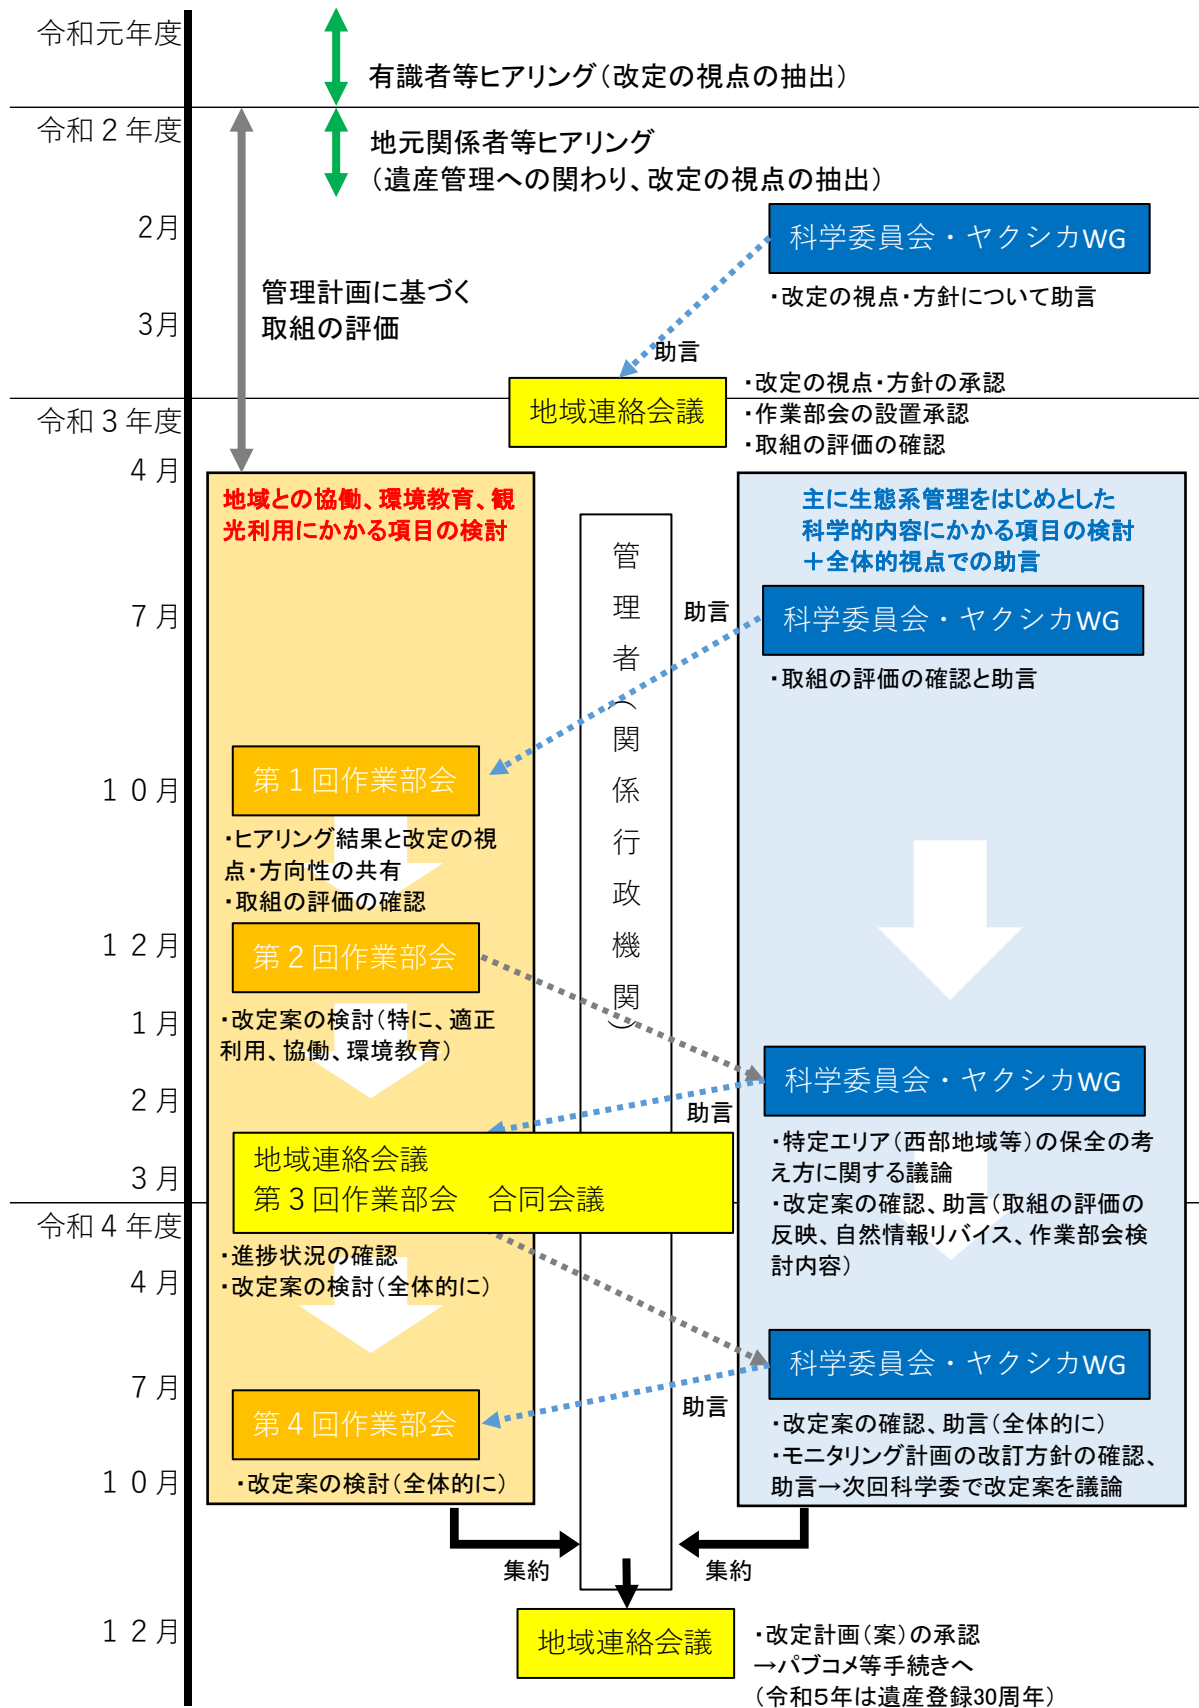 令和元年度
有識者等ヒアリング（改定の視点の抽出）
令和２年度
地元関係者等ヒアリング
（遺産管理への関わり、改定の視点の抽出）
2月
科学委員会・ヤクシカWG
・改定の視点・方針について助言
管理計画に基づく
取組の評価
3月
助言
地域連絡会議
・改定の視点・方針の承認
・作業部会の設置承認
・取組の評価の確認
令和３年度
４月
地域との協働、環境教育、観
光利用にかかる項目の検討
主に生態系管理をはじめとした
科学的内容にかかる項目の検討
＋全体的視点での助言
管理者（関係行政機関）
７月
助言
科学委員会・ヤクシカWG
・取組の評価の確認と助言
１０月
第１回作業部会
・ヒアリング結果と改定の視
点・方向性の共有
・取組の評価の確認
１２月
第２回作業部会
１月
・改定案の検討（特に、適正
利用、協働、環境教育）
科学委員会・ヤクシカWG
２月
助言
・特定エリア（西部地域等）の保全の考
え方に関する議論
・改定案の確認、助言（取組の評価の
反映、自然情報リバイス、作業部会検
討内容）
３月
地域連絡会議
第３回作業部会　合同会議
令和４年度
・進捗状況の確認
・改定案の検討（全体的に）
４月
科学委員会・ヤクシカWG
７月
助言
第４回作業部会
・改定案の確認、助言（全体的に）
・モニタリング計画の改訂方針の確認、
助言→次回科学委で改定案を議論
１０月
・改定案の検討（全体的に）
集約
集約
１２月
地域連絡会議
・改定計画（案）の承認
→パブコメ等手続きへ
（令和５年は遺産登録30周年）